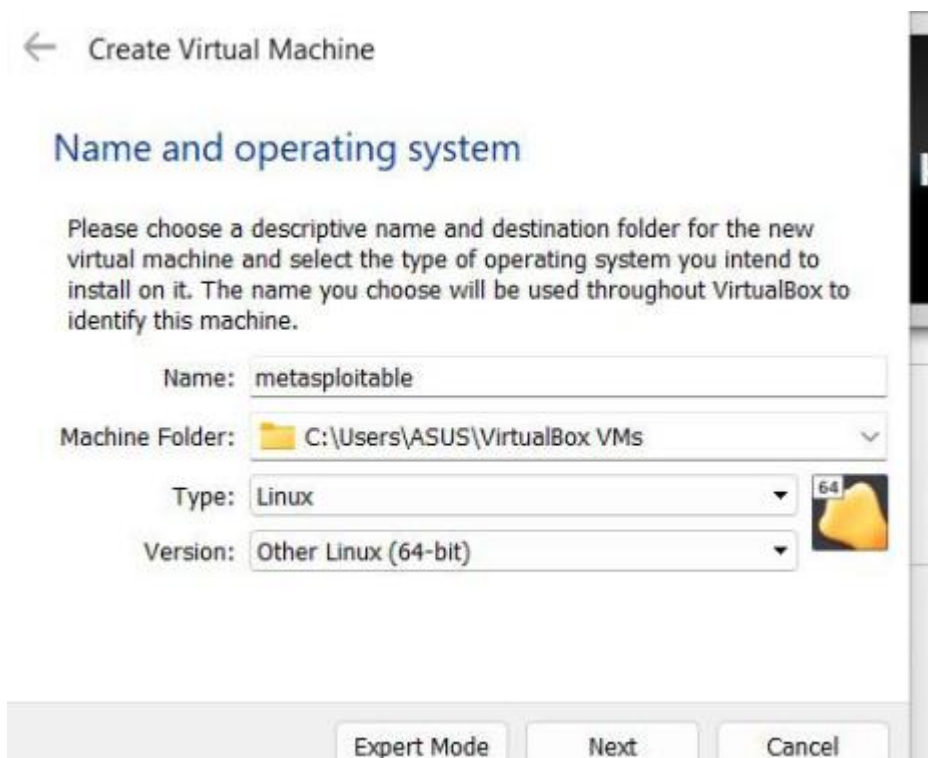 Create Virtual Machine
Name and operating system
Please choose a descriptive name and destination folder for the new
virtual machine and select the type of operating system you intend to
install on it. The name you choose will be used throughout VirtualBox to
identify this machine.
Name: metasploitable
Machine Folder: C:\Users\ASUS\VirtualBox VMs
Type: Linux
64
Version: Other Linux (64-bit)
Expert Mode Next Cancel